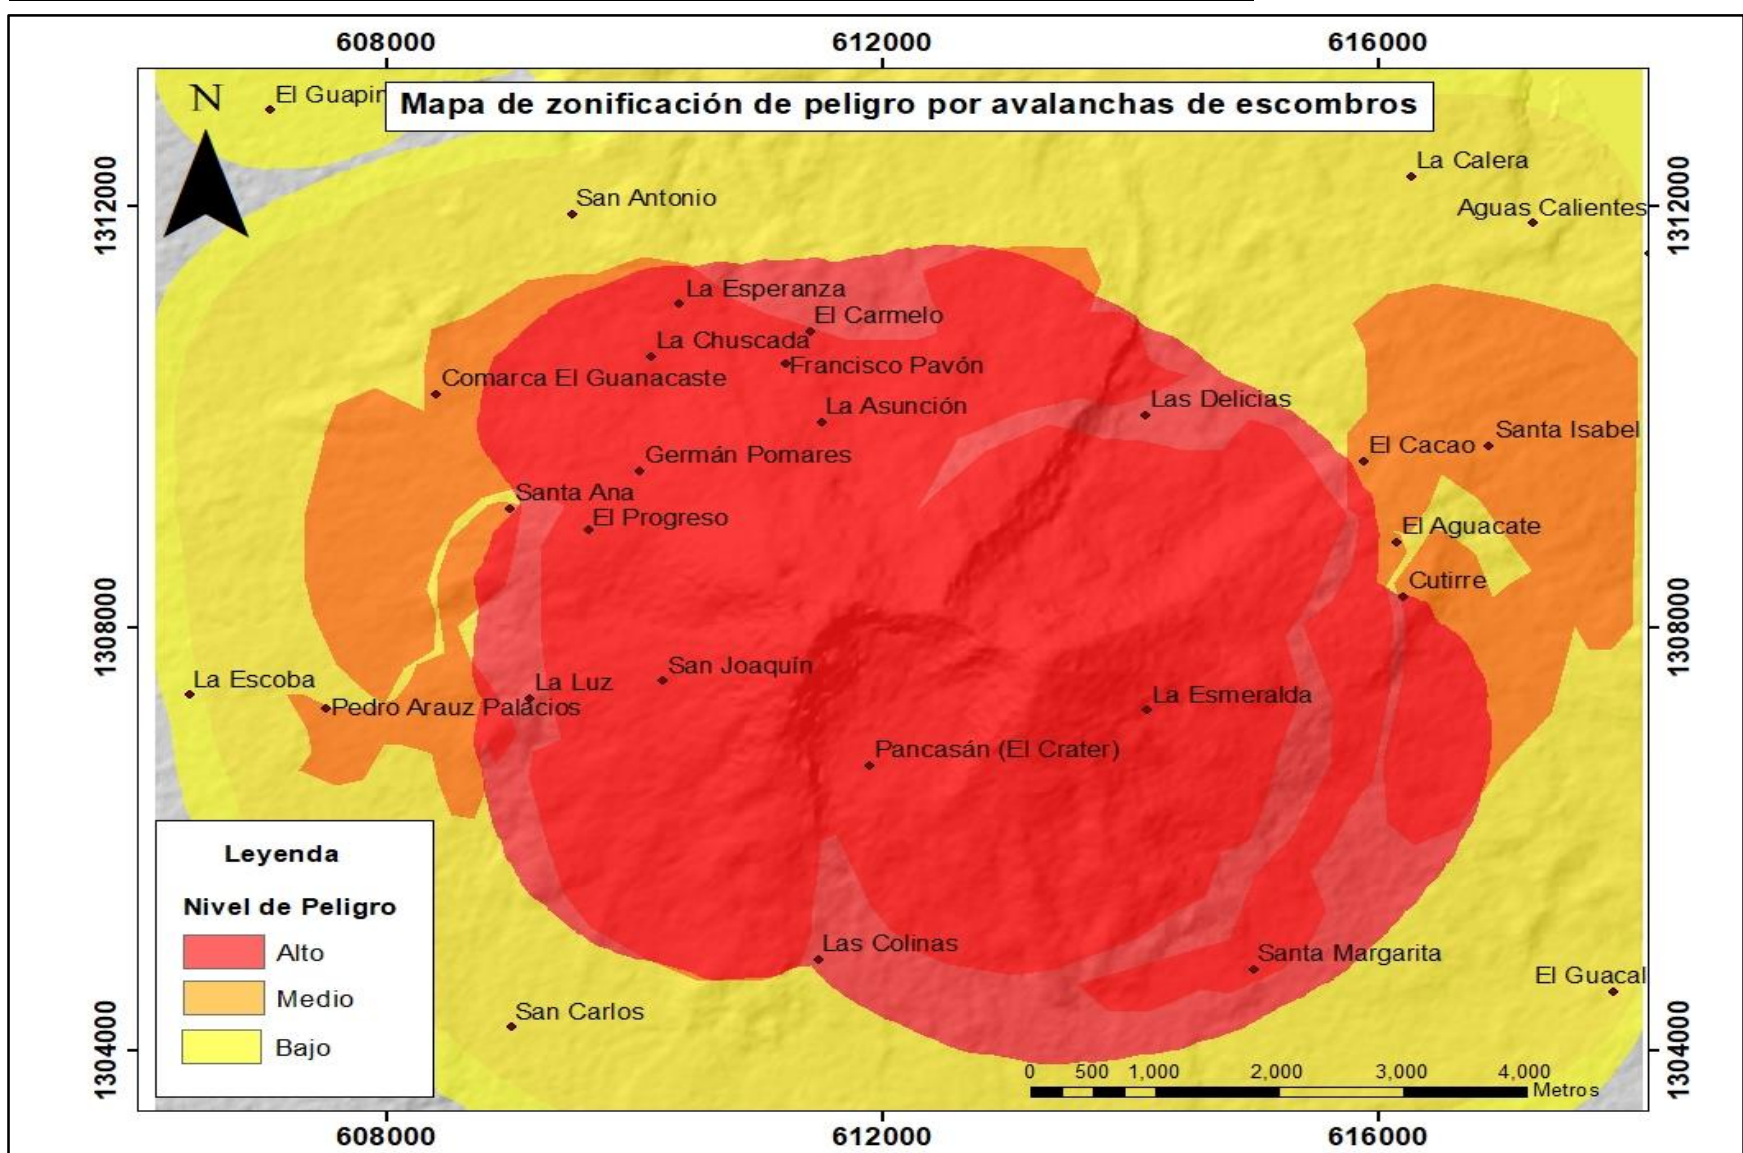 608000
612000
616000
N
El Guapin
Mapa de zonificación de peligro por avalanchas de escombros
La Calera
1312000
1312000
San Antonio
Aguas Calientes
La Esperanza
El Carmelo
La Chuscada
Francisco Pavón
Comarca El Guanacaste
Las Delicias
La Asunción
Santa Isabel
El Cacao
Germán Pomares
Santa Ana
El Progreso
El Aguacate
Cutirre
1308000
1308000
San Joaquín
La Escoba
La Luz
La Esmeralda
Pedro Arauz Palacios
Pancasán (El Crater)
Leyenda
Nivel de Peligro
Alto
Medio
Bajo
Las Colinas
Santa Margarita
El Guacal
San Carlos
1304000
1304000
0 500 1,000 2,000 3,000 4,000
Metros
608000
612000
616000